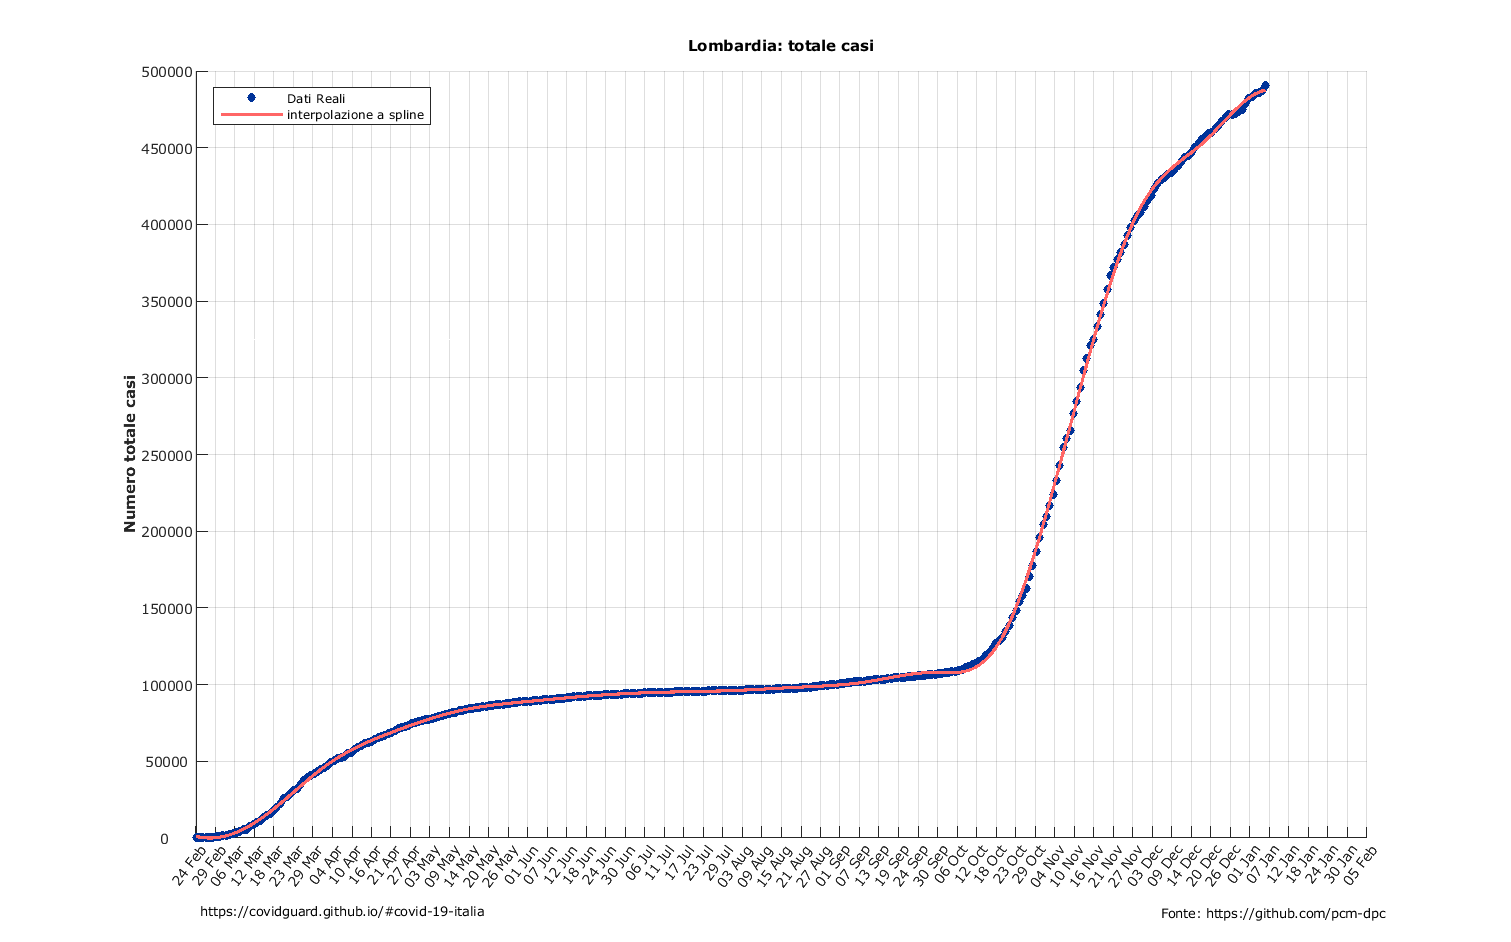 Lombardia: totale casi
500000
450000
400000
350000
300000
250000
200000
150000
100000
50000
0
Numero totale casi
Dati Reali
interpolazione a spline
24 Feb
29 Feb
06 Mar
12 Mar
18 Mar
23 Mar
29 Mar
04 Apr
10 Apr
16 Apr
21 Apr
27 Apr
03 May
09 May
14 May
20 May
26 May
01 Jun
07 Jun
12 Jun
18 Jun
24 Jun
30 Jun
06 Jul
11 Jul
17 Jul
23 Jul
29 Jul
03 Aug
09 Aug
15 Aug
21 Aug
27 Aug
01 Sep
07 Sep
13 Sep
19 Sep
24 Sep
30 Sep
06 Oct
12 Oct
18 Oct
23 Oct
29 Oct
04 Nov
10 Nov
16 Nov
21 Nov
27 Nov
03 Dec
09 Dec
14 Dec
20 Dec
26 Dec
01 Jan
07 Jan
12 Jan
18 Jan
24 Jan
30 Jan
05 Feb
https://covidguard.github.io/#covid-19-italia
Fonte: https://github.com/pcm-dpc